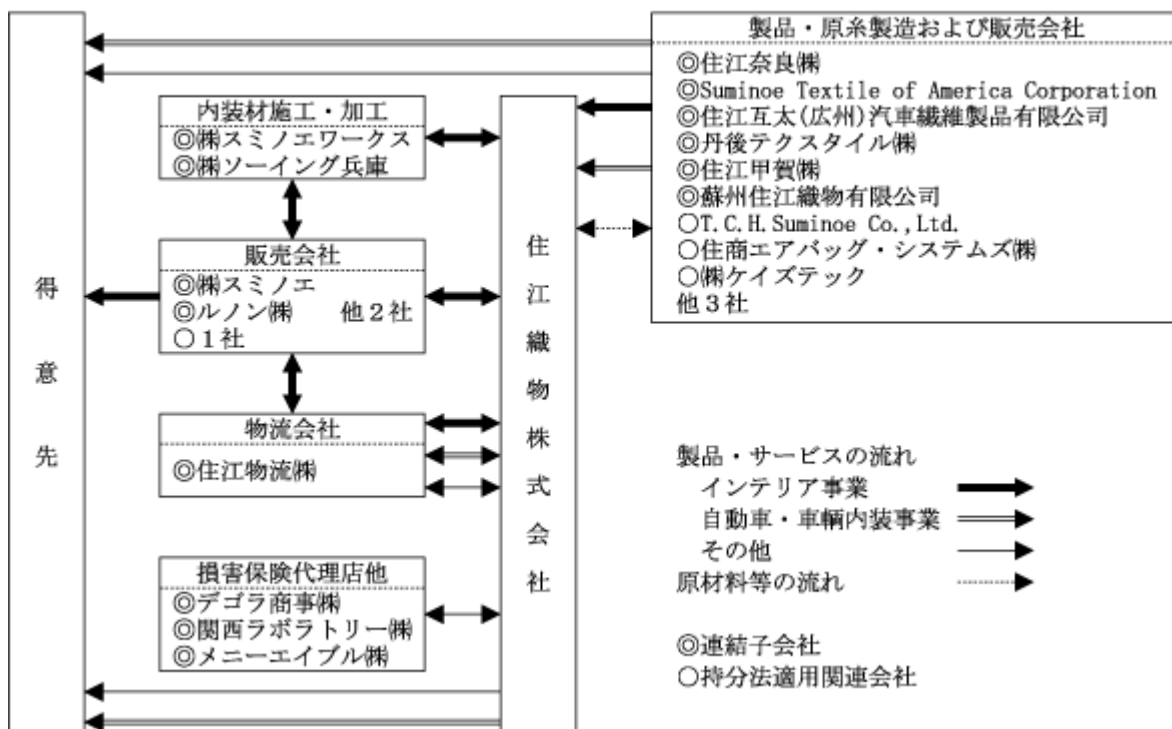 得意先
内装材施工・加工
◎㈱スミノエワークス
◎㈱ソーイング兵庫
販売会社
◎㈱スミノエ
◎ルノン㈱ 他２社
○１社
物流会社
◎住江物流㈱
損害保険代理店他
◎デゴラ商事㈱
◎関西ラボラトリー㈱
◎メニーエイブル㈱
住江織物株式会社
製品・原糸製造および販売会社
◎住江奈良㈱
◎Suminoe Textile of America Corporation
◎住江互太(広州)汽車繊維製品有限公司
◎丹後テクスタイル㈱
◎住江甲賀㈱
◎蘇州住江織物有限公司
○T.C.H.Suminoe Co.,Ltd.
○住商エアバッグ・システムズ㈱
○㈱ケイズテック
他３社
製品・サービスの流れ
インテリア事業
自動車・車輌内装事業
その他
原材料等の流れ
◎連結子会社
○持分法適用関連会社